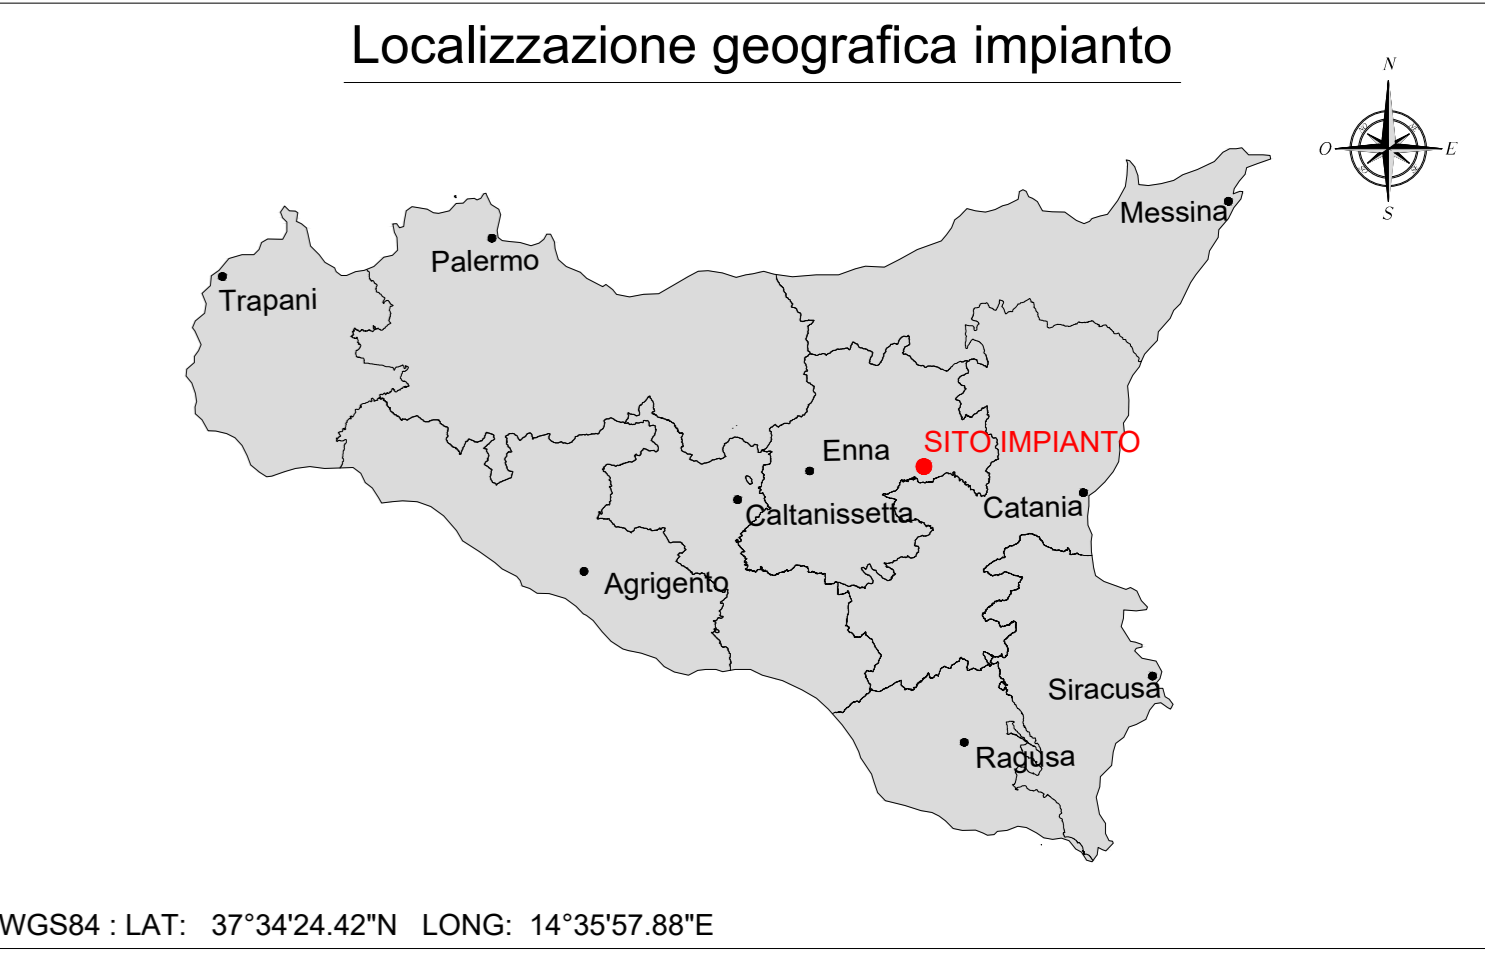 Localizzazione geografica impianto
N
O
E
S
Messina
Palermo
Trapani
SITO IMPIANTO
Enna
Catania
Caltanissetta
Agrigento
Siracusa
Ragusa
WGS84 : LAT: 37°34'24.42"N LONG: 14°35'57.88"E